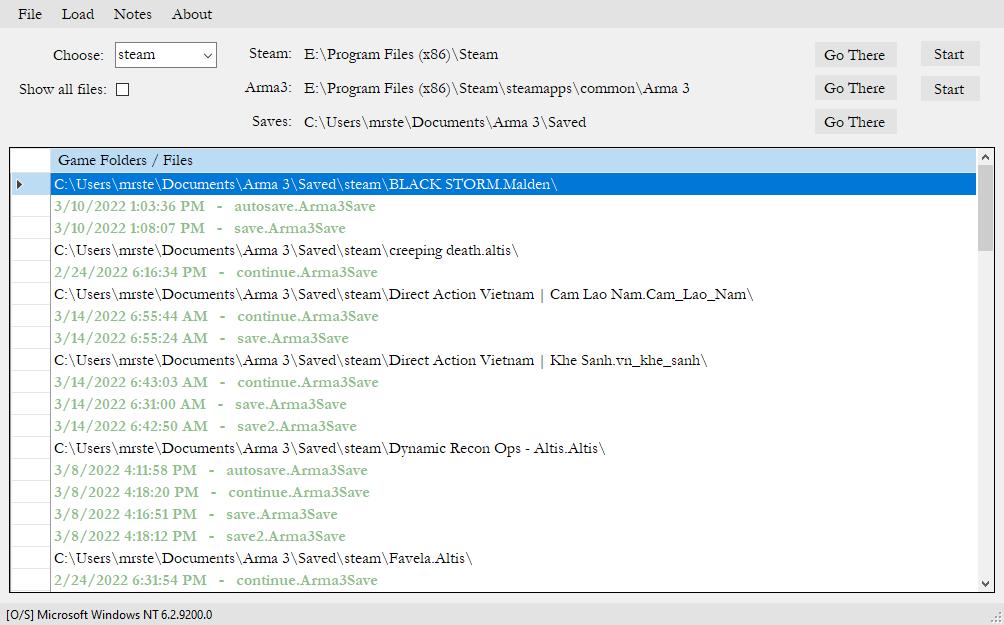 File Load Notes About
Choose: steam Steam: E:\Program Files (x86)\Steam Go There Start
Show all files: Arma3: E:\Program Files (x86)\Steam\steamapps\common\Arma 3 Go There Start
Saves: C:\Users\mrste\Documents\Arma 3\Saved Go There
Game Folders / Files
C:\Users\mrste\Documents\Arma 3\Saved\steam\BLACK STORM.Malden\
3/10/2022 1:03:36 PM - autosave.Arma3Save
3/10/2022 1:08:07 PM - save.Arma3Save
C:\Users\mrste\Documents\Arma 3\Saved\steam\creeping death.altis\
2/24/2022 6:16:34 PM - continue.Arma3Save
C:\Users\mrste\Documents\Arma 3\Saved\steam\Direct Action Vietnam | Cam Lao Nam.Cam_Lao_Nam\
3/14/2022 6:55:44 AM - continue.Arma3Save
3/14/2022 6:55:24 AM - save.Arma3Save
C:\Users\mrste\Documents\Arma 3\Saved\steam\Direct Action Vietnam | Khe Sanh.vn_khe_sanh\
3/14/2022 6:43:03 AM - continue.Arma3Save
3/14/2022 6:31:00 AM - save.Arma3Save
3/14/2022 6:42:50 AM - save2.Arma3Save
C:\Users\mrste\Documents\Arma 3\Saved\steam\Dynamic Recon Ops - Altis.Altis\
3/8/2022 4:11:58 PM - autosave.Arma3Save
3/8/2022 4:18:20 PM - continue.Arma3Save
3/8/2022 4:16:51 PM - save.Arma3Save
3/8/2022 4:18:12 PM - save2.Arma3Save
C:\Users\mrste\Documents\Arma 3\Saved\steam\Favela.Altis\
2/24/2022 6:31:54 PM - continue.Arma3Save
[O/S] Microsoft Windows NT 6.2.9200.0